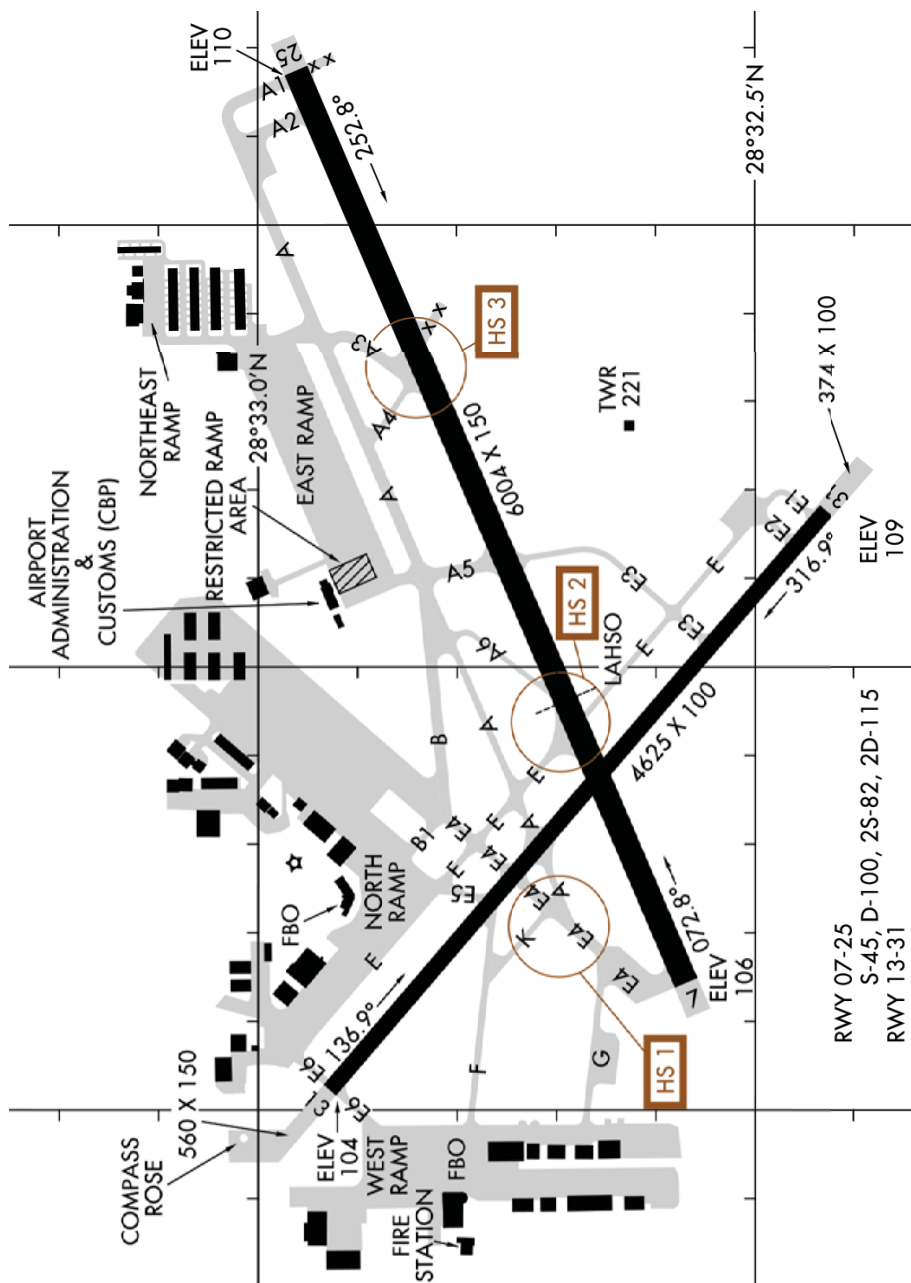 ELEV
110
25
A1
A2
252.8°
28°32.5'N
A
NORTHEAST
RAMP
28°33.0'N
A3
HS 3
A4
6004 X 150
TWR
221
374 X 100
AIRPORT
ADMINISTRATION
&
CUSTOMS (CBP)
RESTRICTED RAMP
AREA
EAST RAMP
A
A5
HS 2
A6
LAHSO
E3
E
E2
E1
31
ELEV
109
316.9°
E3
E
B
A
E
4625 X 100
B1
E4
F
A
E4
F
E5
NORTH
RAMP
FBO
E
K
E4
A
E4
E4
072.8°
7
ELEV
106
HS 1
G
F
136.9°
E6
E6
13
560 X 150
COMPASS
ROSE
ELEV
104
WEST
RAMP
FBO
FIRE
STATION
RWY 07-25
S-45, D-100, 2S-82, 2D-115
RWY 13-31